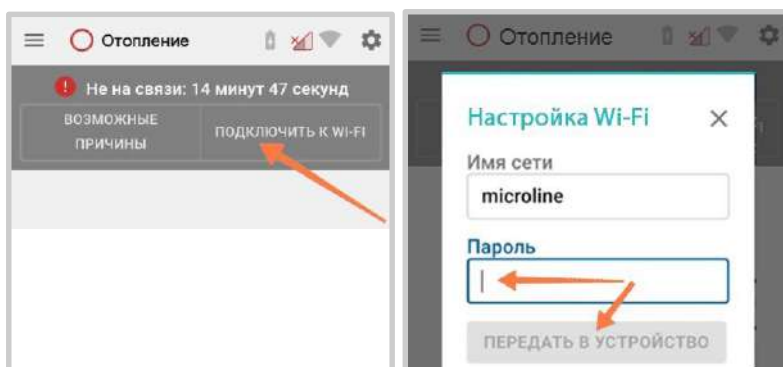 Отопление
Не на связи: 14 минут 47 секунд
ВОЗМОЖНЫЕ
ПРИЧИНЫ
ПОДКЛЮЧИТЬ К WI-FI
Отопление
Настройка Wi-Fi
Имя сети
microline
Пароль
ПЕРЕДАТЬ В УСТРОЙСТВО